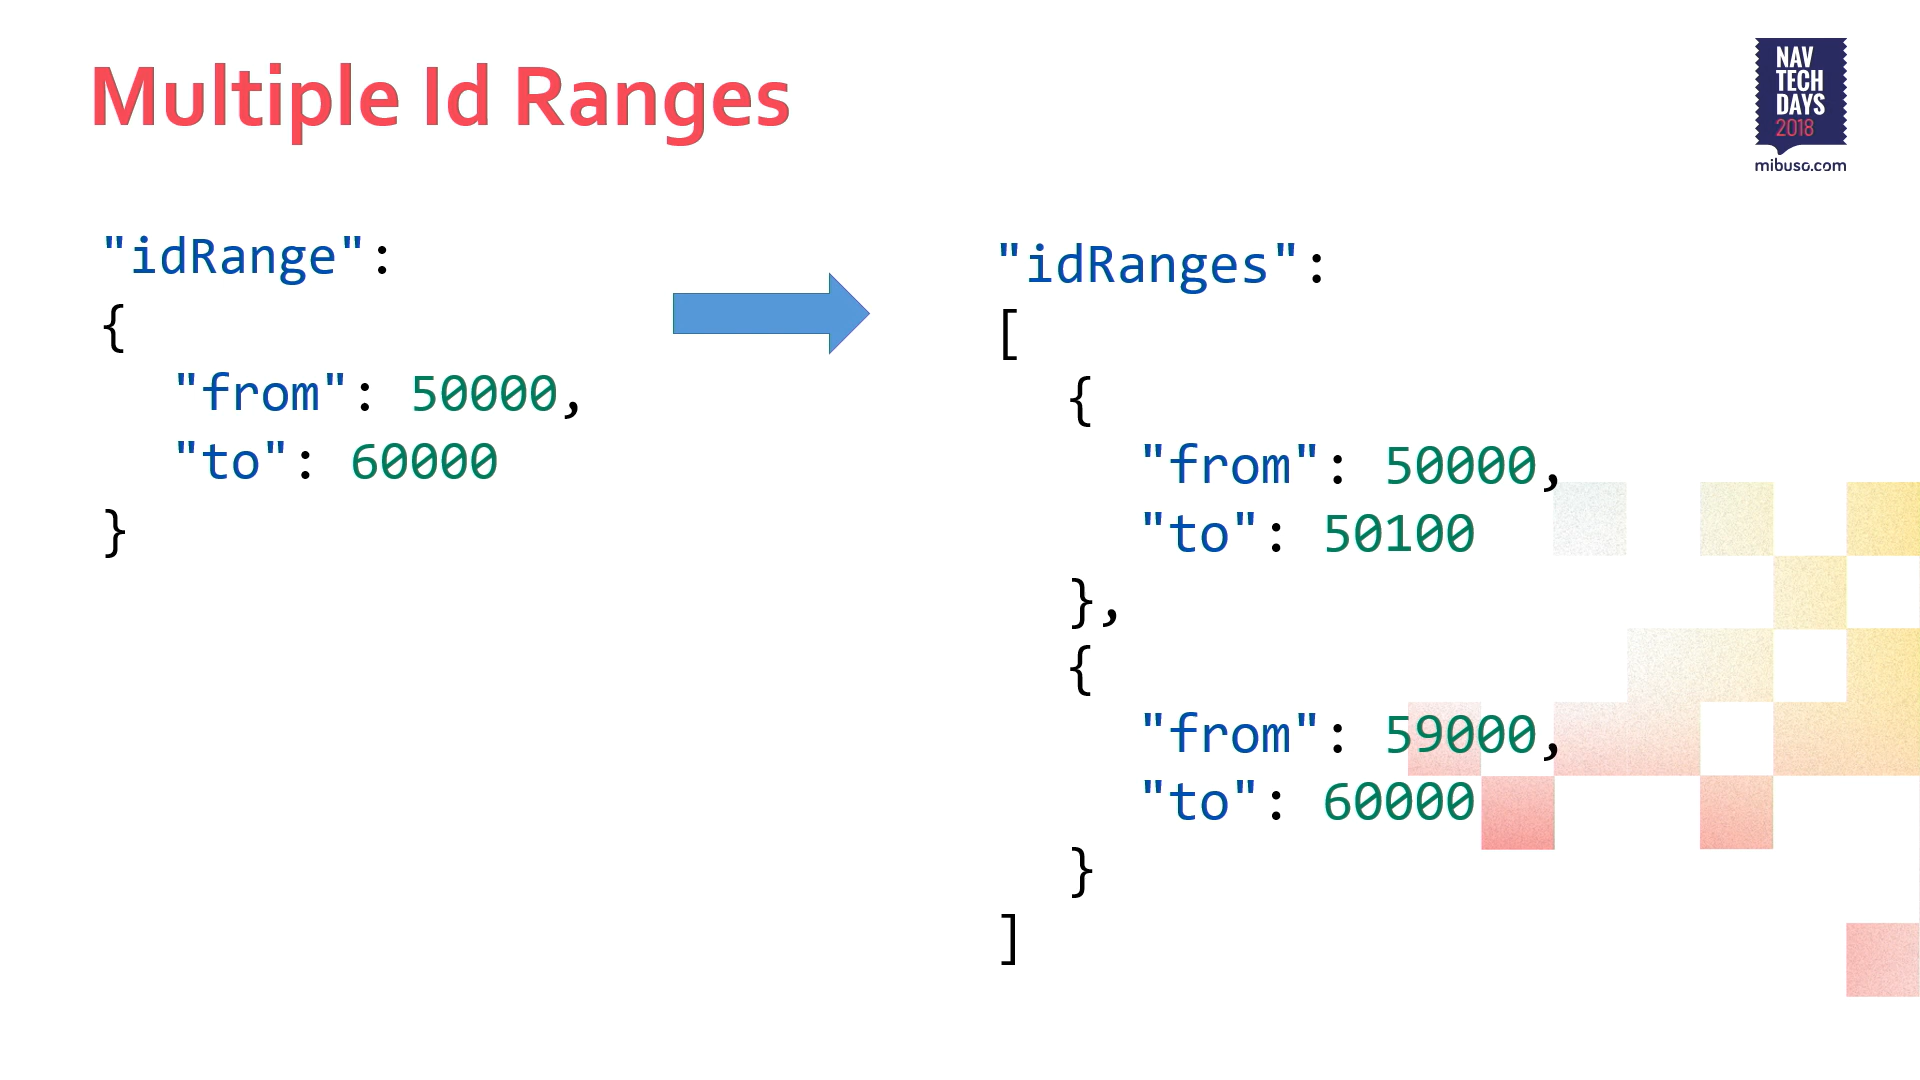 Multiple Id Ranges
NAV
TECH
DAYS
2018
mibuso.com
"idRange":
{
"from": 50000,
"to": 60000
}
"idRanges":
[
{
"from": 50000,
"to": 50100
},
{
"from": 59000,
"to": 60000
}
]